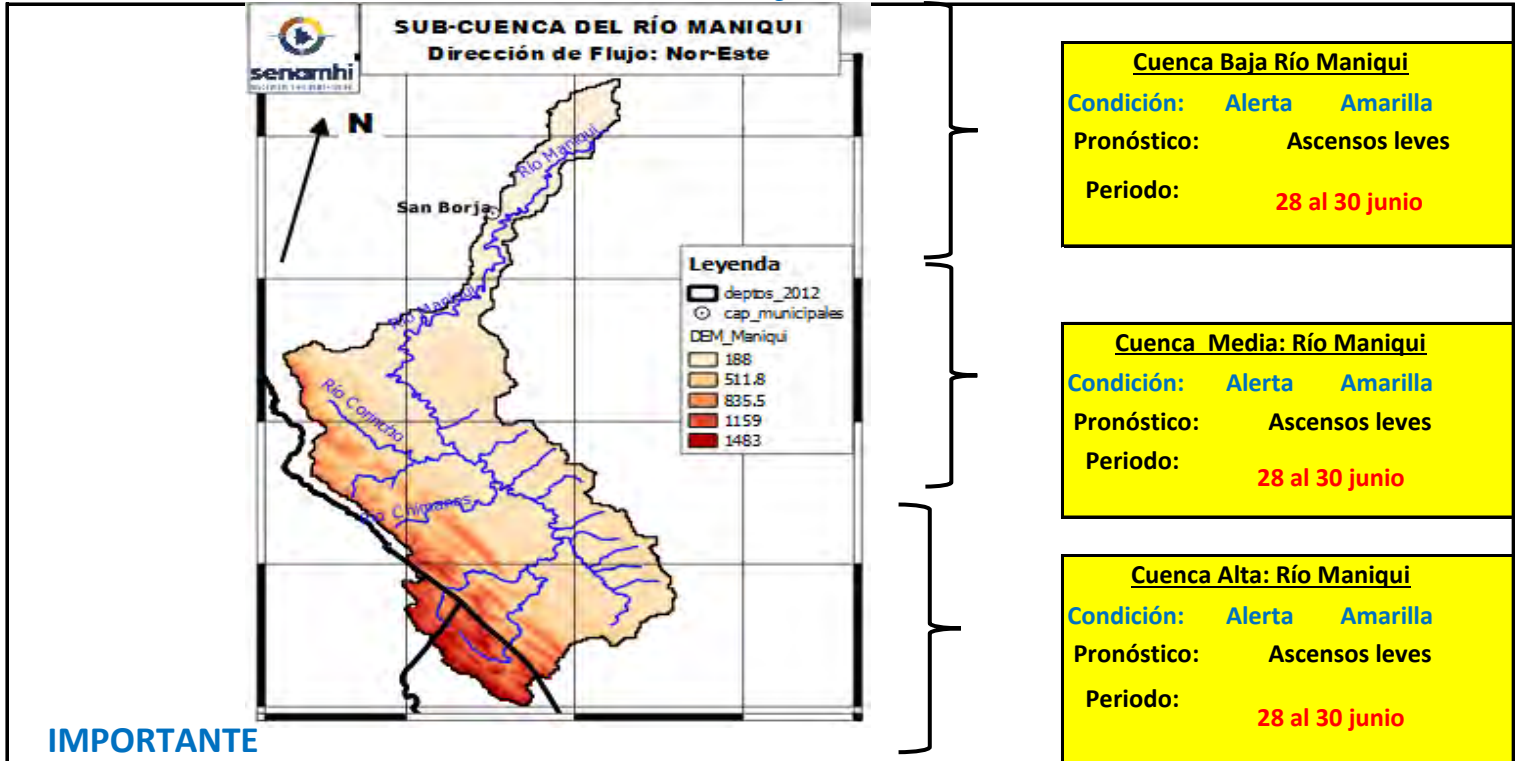 SUB-CUENCA DEL RÍO MANIQUI
Dirección de Flujo: Nor-Este
senamhi
N
Río Maniqui
San Borja
Río Maniqui
Leyenda
deptos_2012
cap_municipales
DEM_Maniqui
188
511.8
835.5
1159
1483
Río Chimanes
Cuenca Baja Río Maniqui
Condición: Alerta Amarilla
Pronóstico: Ascensos leves
Periodo: 28 al 30 junio
Cuenca Media: Río Maniqui
Condición: Alerta Amarilla
Pronóstico: Ascensos leves
Periodo: 28 al 30 junio
Cuenca Alta: Río Maniqui
Condición: Alerta Amarilla
Pronóstico: Ascensos leves
Periodo: 28 al 30 junio
IMPORTANTE